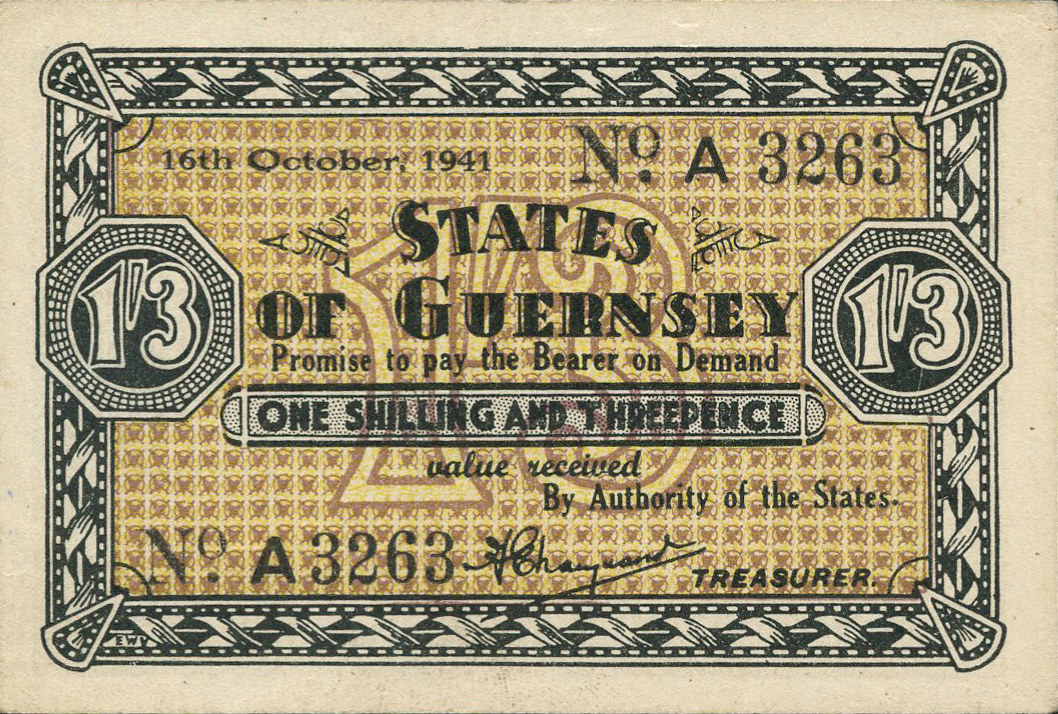 16th October, 1941 Nº. A 3263
STATES
OF GUERNSEY
1/3 1/3
Promise to pay the Bearer on Demand
ONE SHILLING AND THREEPENCE
value received
By Authority of the States.
Nº. A 3263
TREASURER.